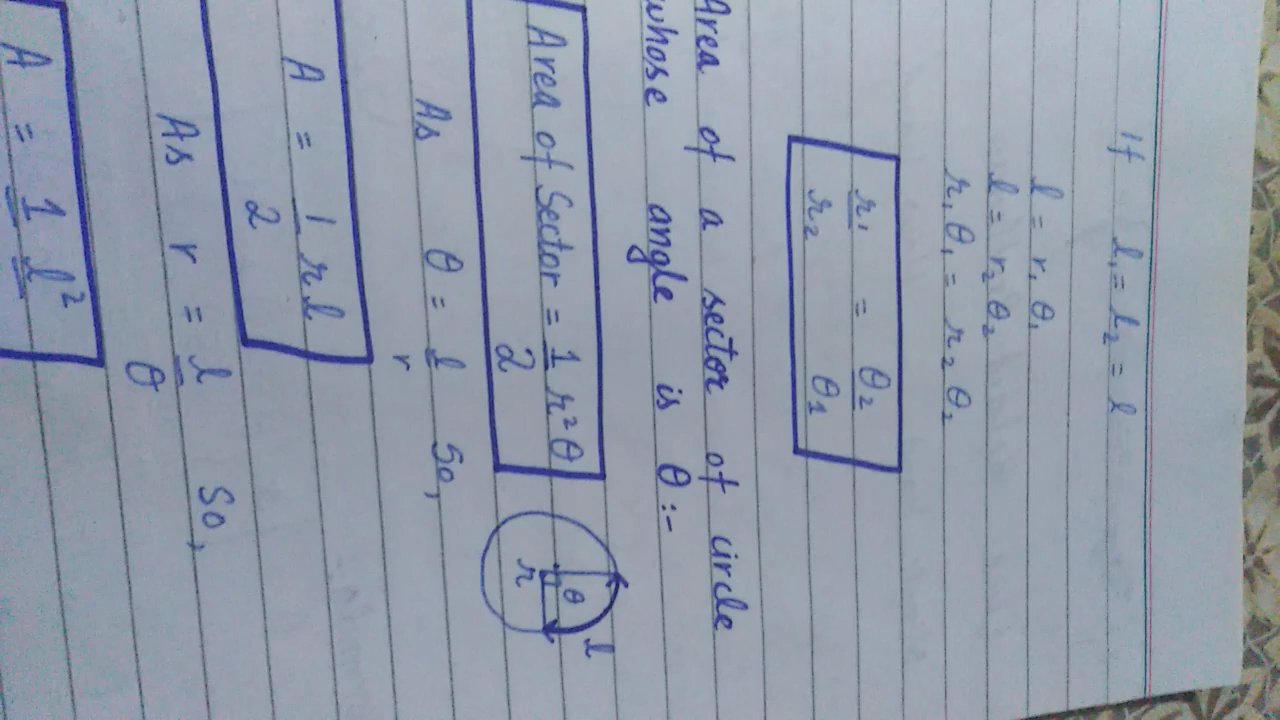 If l₁ = l₂ = l
l = r₁ θ₁
l = r₂ θ₂
r₁ θ₁ = r₂ θ₂
r₁/r₂ = θ₂/θ₁
Area of a sector of circle
whose angle is θ :-
Area of Sector = 1/2 r² θ
θ
r
l
As θ = l/r So,
A = 1/2 r l
As r = l/θ So,
A = 1 l²